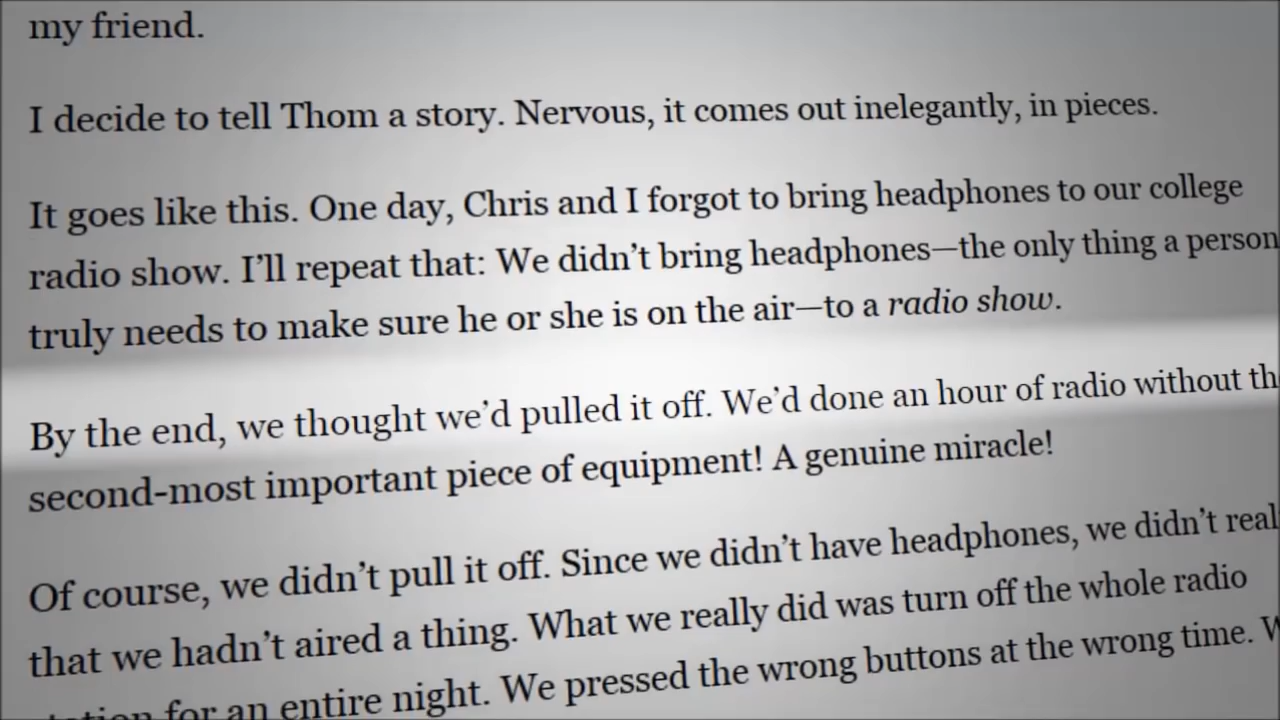 my friend.
I decide to tell Thom a story. Nervous, it comes out inelegantly, in pieces.
It goes like this. One day, Chris and I forgot to bring headphones to our college
radio show. I’ll repeat that: We didn’t bring headphones—the only thing a person
truly needs to make sure he or she is on the air—to a radio show.
By the end, we thought we’d pulled it off. We’d done an hour of radio without th
second-most important piece of equipment! A genuine miracle!
Of course, we didn’t pull it off. Since we didn’t have headphones, we didn’t real
that we hadn’t aired a thing. What we really did was turn off the whole radio
for an entire night. We pressed the wrong buttons at the wrong time. W